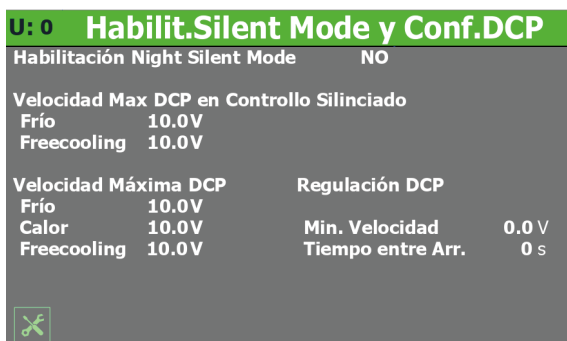 U: 0 Habilit.Silent Mode y Conf.DCP
Habilitación Night Silent Mode NO
Velocidad Max DCP en Controllo Silinciado
Frío 10.0V
Freecooling 10.0V
Velocidad Máxima DCP Regulación DCP
Frío 10.0V
Calor 10.0V Min. Velocidad 0.0 V
Freecooling 10.0V Tiempo entre Arr. 0 s